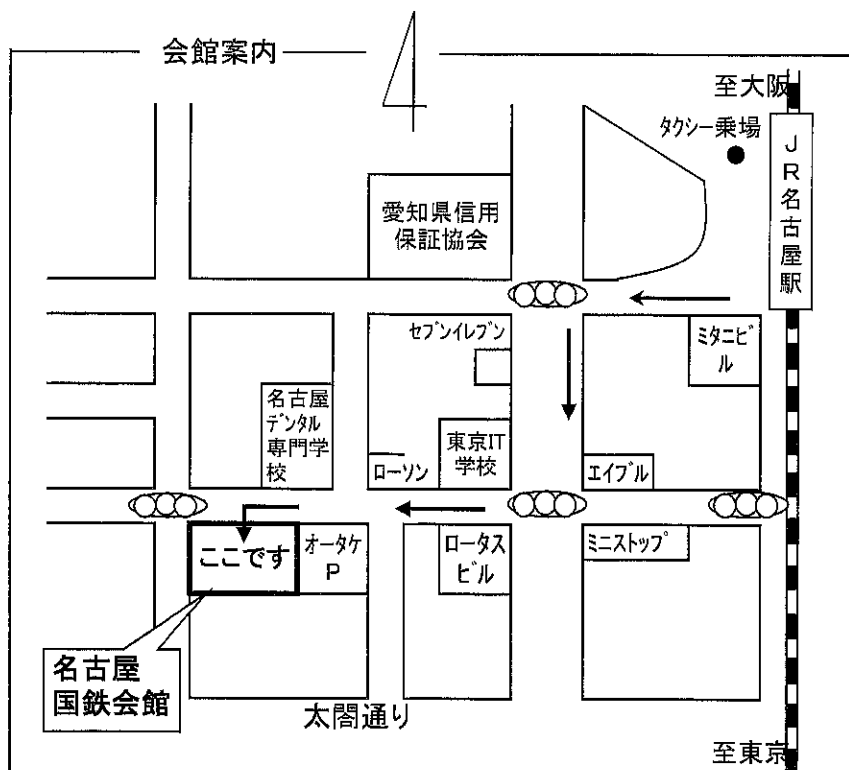 会館案内
至大阪
タクシー乗場
JR名古屋駅
愛知県信用
保証協会
セブンイレブン
ミタニビ
ル
名古屋
デンタル
専門学
校
ローソン
東京IT
学校
エイブル
ここです
オータケ
P
ロータス
ビル
ミニストップ
名古屋
国鉄会館
太閤通り
至東京